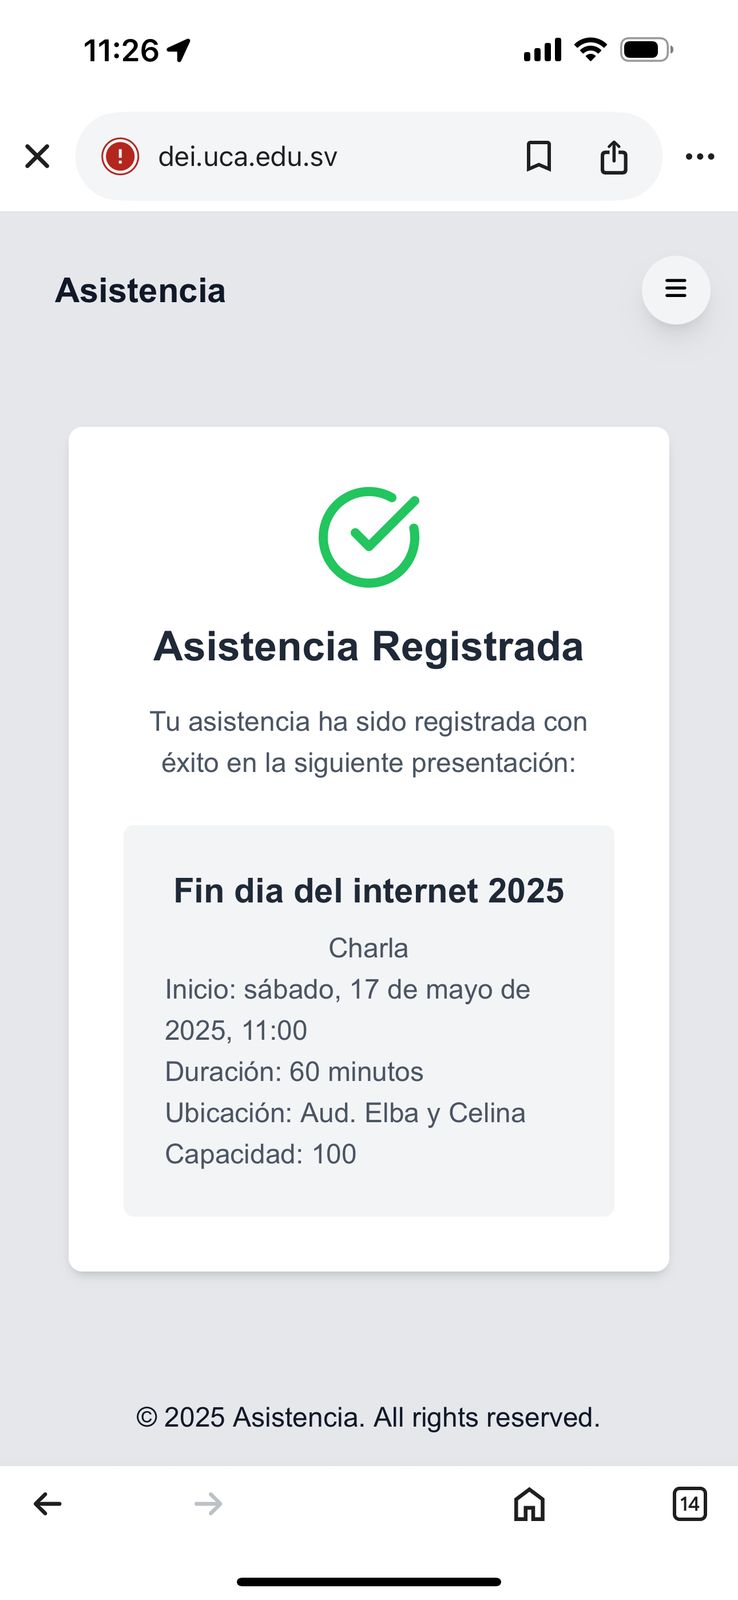 11:26
dei.uca.edu.sv
Asistencia
Asistencia Registrada
Tu asistencia ha sido registrada con
éxito en la siguiente presentación:
Fin dia del internet 2025
Charla
Inicio: sábado, 17 de mayo de
2025, 11:00
Duración: 60 minutos
Ubicación: Aud. Elba y Celina
Capacidad: 100
© 2025 Asistencia. All rights reserved.
14